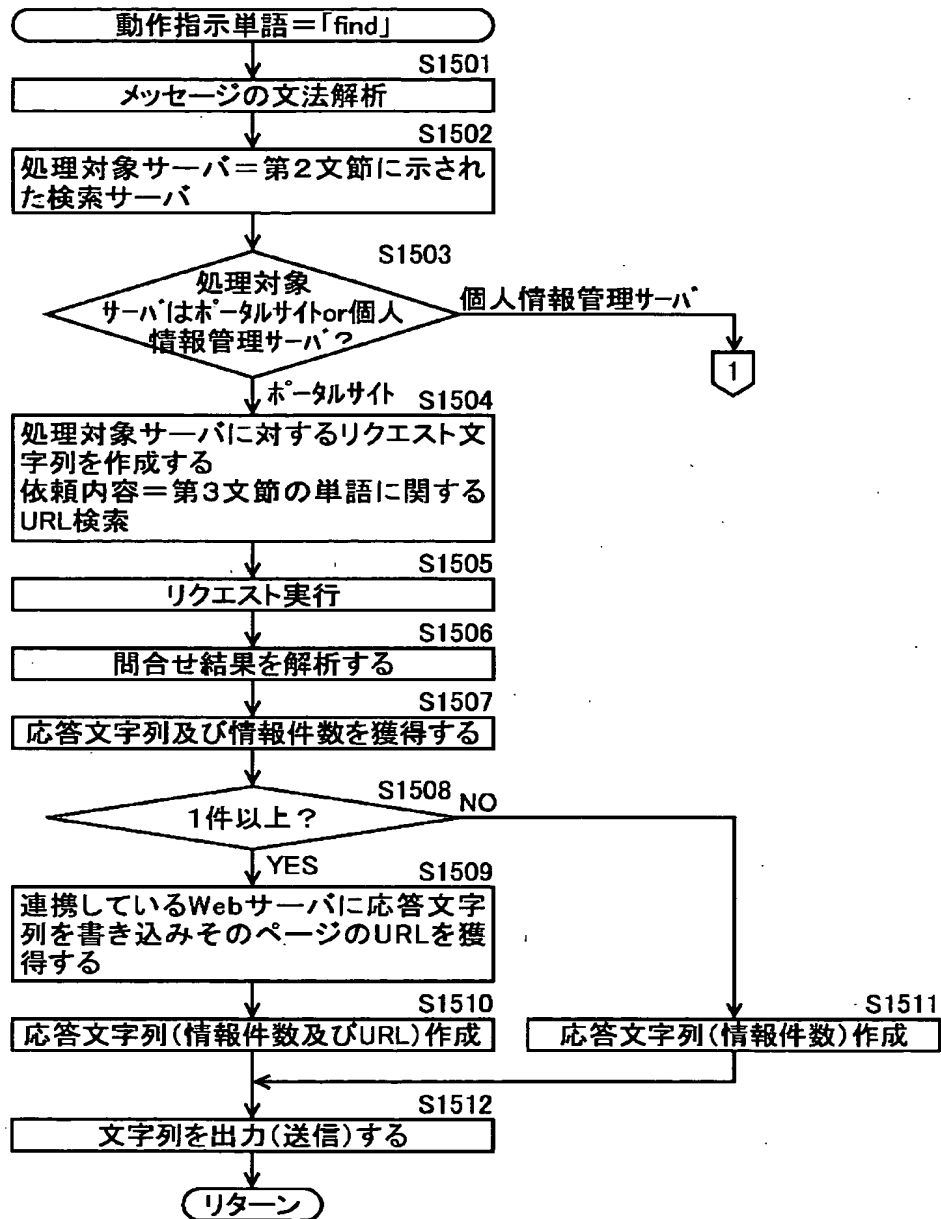 動作指示単語＝「find」
S1501
メッセージの文法解析
S1502
処理対象サーバ＝第2文節に示され
た検索サーバ
S1503
処理対象
サーバはポータルサイトor個人
情報管理サーバ？
個人情報管理サーバ
1
ポータルサイト
S1504
処理対象サーバに対するリクエスト文
字列を作成する
依頼内容＝第3文節の単語に関する
URL検索
S1505
リクエスト実行
S1506
問合せ結果を解析する
S1507
応答文字列及び情報件数を獲得する
S1508
1件以上？
NO
YES
S1509
連携しているWebサーバに応答文字
列を書き込みそのページのURLを獲
得する
S1510
応答文字列(情報件数及びURL)作成
S1511
応答文字列(情報件数)作成
S1512
文字列を出力(送信)する
リターン